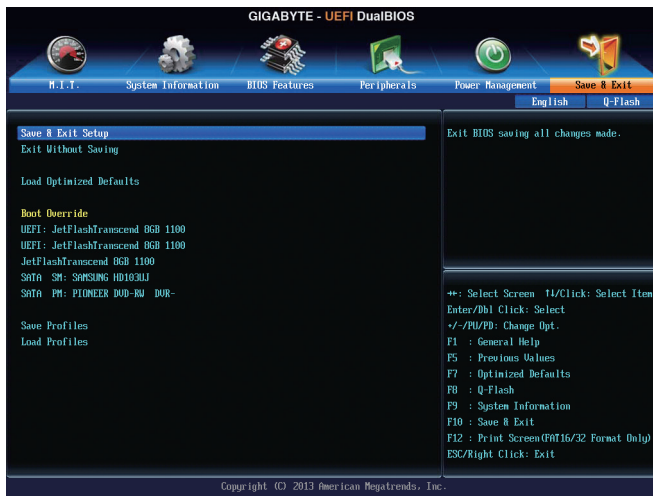 GIGABYTE - UEFI DualBIOS
M.I.T.
System Information
BIOS Features
Peripherals
Power Management
Save & Exit
English
Q-Flash
Save & Exit Setup
Exit Without Saving
Load Optimized Defaults
Boot Override
UEFI: JetFlashTranscend 8GB 1100
UEFI: JetFlashTranscend 8GB 1100
JetFlashTranscend 8GB 1100
SATA SM: SAMSUNG HD103UJ
SATA PM: PIONEER DVD-RW DVR-
Save Profiles
Load Profiles
Exit BIOS saving all changes made.
→←: Select Screen ↑↓/Click: Select Item
Enter/Dbl Click: Select
+/-/PU/PD: Change Opt.
F1 : General Help
F5 : Previous Values
F7 : Optimized Defaults
F8 : Q-Flash
F9 : System Information
F10 : Save & Exit
F12 : Print Screen(FAT16/32 Format Only)
ESC/Right Click: Exit
Copyright (C) 2013 American Megatrends, Inc.